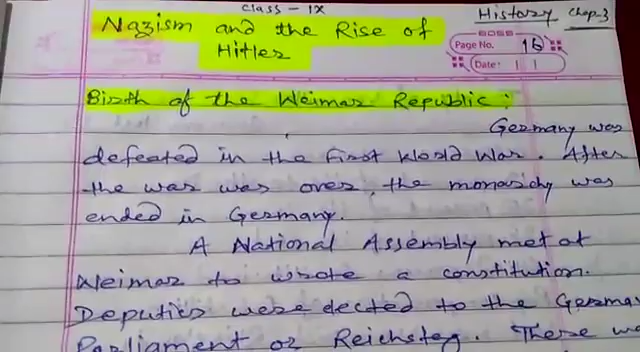 Class - IX
History Chap-3
Nazism and the Rise of
Hitler
BOSS
Page No. 16
Date:
Birth of the Weimar Republic :
Germany was
defeated in the First World War. After
the war was over, the monarchy was
ended in Germany.
A National Assembly met at
Weimar to wrote a constitution.
Deputies were elected to the German
Parliament or Reichstag. There we